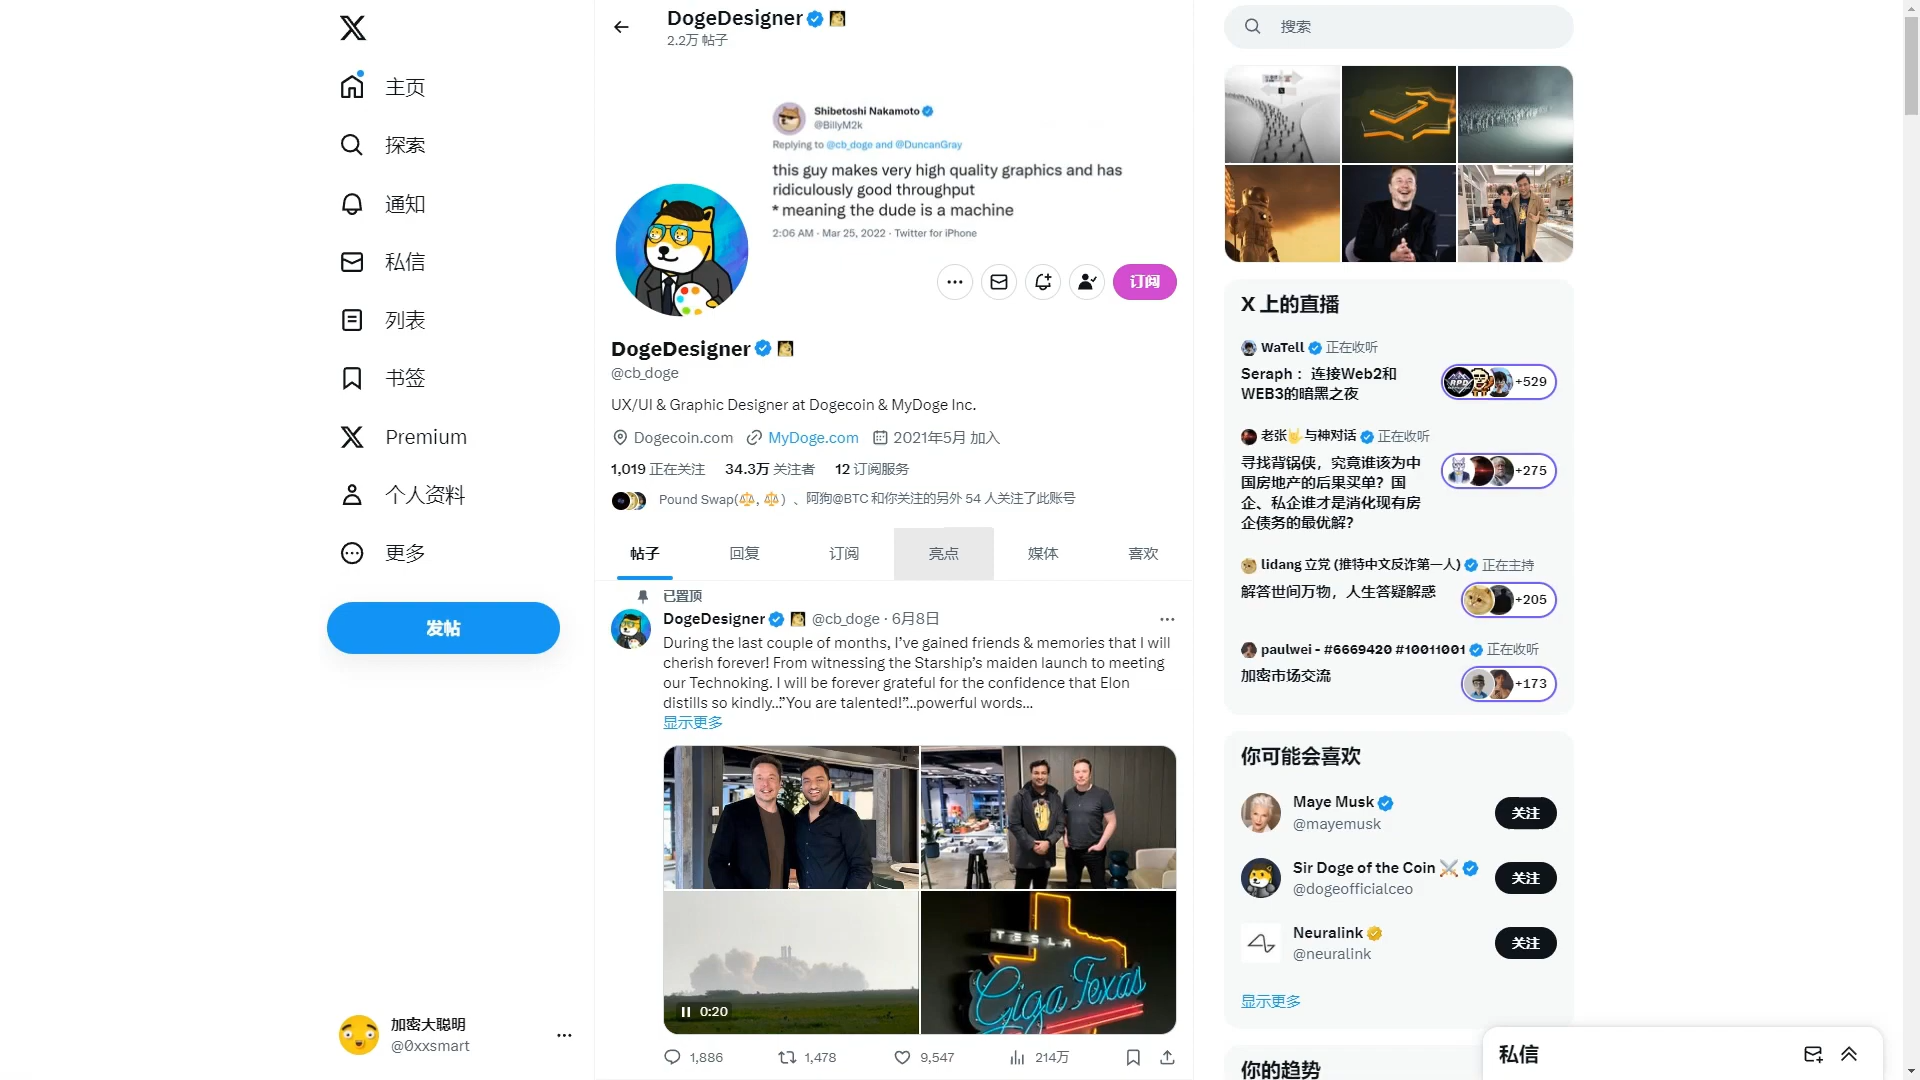 主页
探索
通知
私信
列表
书签
Premium
个人资料
更多
发帖
加密大聪明
@0xxsmart
DogeDesigner
2.2万 帖子
Shibetoshi Nakamoto
@BillyM2k
Replying to @cb_doge and @DuncanGray
this guy makes very high quality graphics and has
ridiculously good throughput
* meaning the dude is a machine
2:06 AM · Mar 25, 2022 · Twitter for iPhone
订阅
DogeDesigner
@cb_doge
UX/UI & Graphic Designer at Dogecoin & MyDoge Inc.
Dogecoin.com MyDoge.com 2021年5月 加入
1,019 正在关注 34.3万 关注者 12 订阅服务
Pound Swap(⚖️, ⚖️) 、阿狗@BTC 和你关注的另外 54 人关注了此账号
帖子 回复 订阅 亮点 媒体 喜欢
已置顶
DogeDesigner @cb_doge · 6月8日
During the last couple of months, I’ve gained friends & memories that I will
cherish forever! From witnessing the Starship’s maiden launch to meeting
our Technoking. I will be forever grateful for the confidence that Elon
distills so kindly…”You are talented!”…powerful words…
显示更多
TESLA
Giga Texas
0:20
1,886 1,478 9,547 214万
搜索
X 上的直播
WaTell 正在收听
Seraph： 连接Web2和
WEB3的暗黑之夜
+529
老张🤘与神对话 正在收听
寻找背锅侠，究竟谁该为中
国房地产的后果买单？国
企、私企谁才是消化现有房
企债务的最优解？
+275
lidang 立党 (推特中文反诈第一人) 正在主持
解答世间万物，人生答疑解惑
+205
paulwei - #6669420 #10011001 正在收听
加密市场交流
+173
你可能会喜欢
Maye Musk
@mayemusk
关注
Sir Doge of the Coin ⚔️
@dogeofficialceo
关注
Neuralink
@neuralink
关注
显示更多
你的趋势
私信